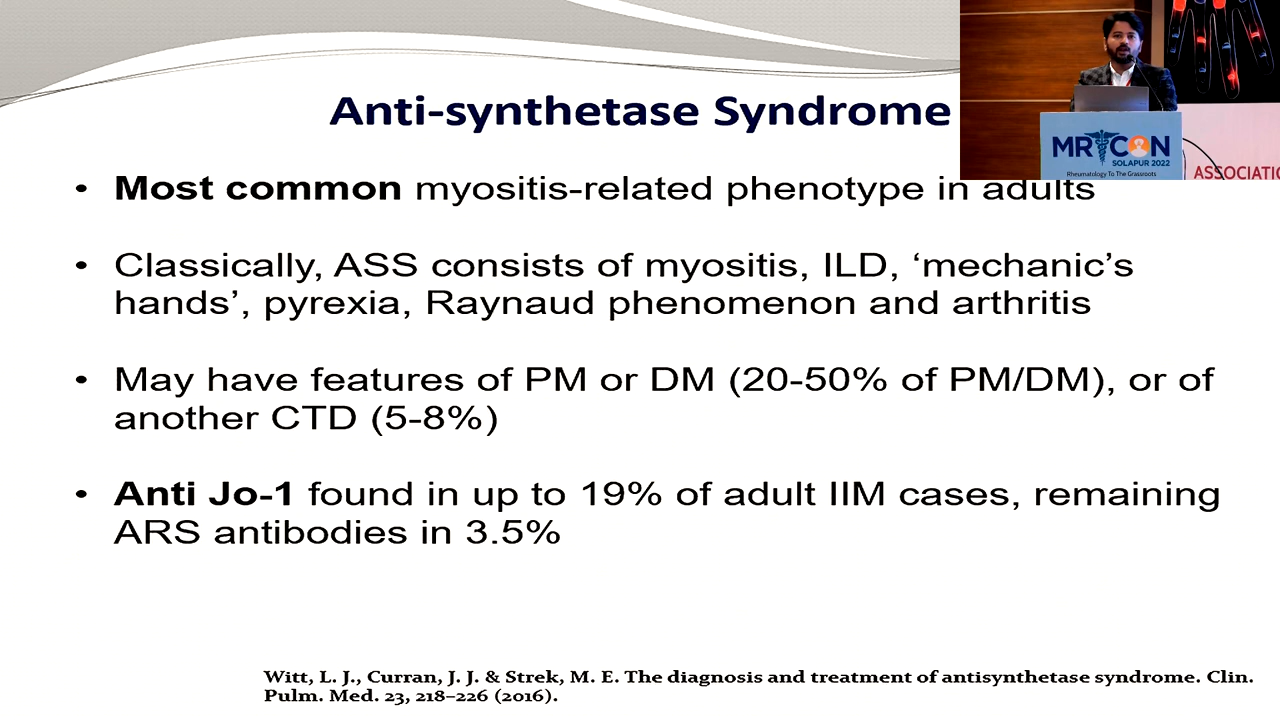 Anti-synthetase Syndrome
MRCON
SOLAPUR 2022
Rheumatology To The Grassroots
• Most common myositis-related phenotype in adults
• Classically, ASS consists of myositis, ILD, ‘mechanic’s
hands’, pyrexia, Raynaud phenomenon and arthritis
• May have features of PM or DM (20-50% of PM/DM), or of
another CTD (5-8%)
• Anti Jo-1 found in up to 19% of adult IIM cases, remaining
ARS antibodies in 3.5%
Witt, L. J., Curran, J. J. & Strek, M. E. The diagnosis and treatment of antisynthetase syndrome. Clin.
Pulm. Med. 23, 218–226 (2016).